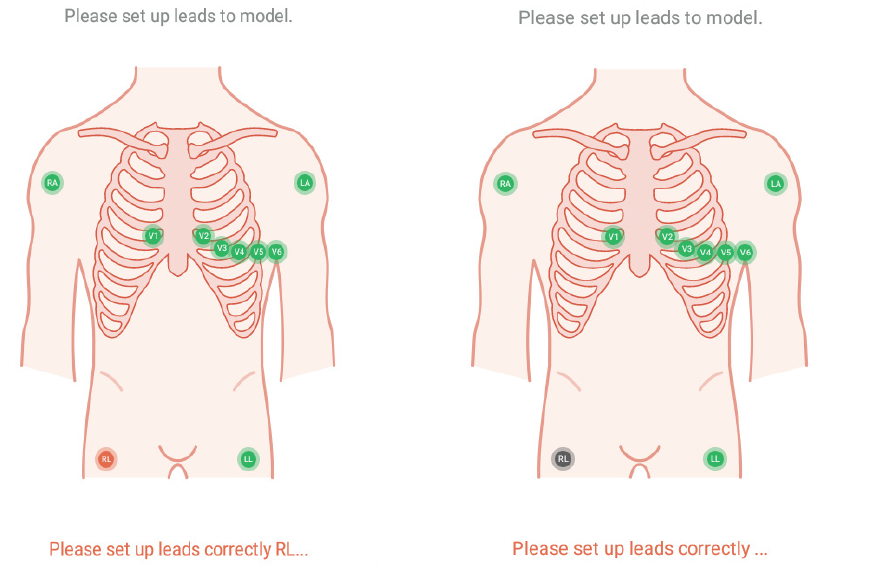 Please set up leads to model.
RA
LA
V1
V2
V3
V4
V5
V6
RL
LL
Please set up leads correctly RL...
Please set up leads to model.
RA
LA
V1
V2
V3
V4
V5
V6
RL
LL
Please set up leads correctly ...